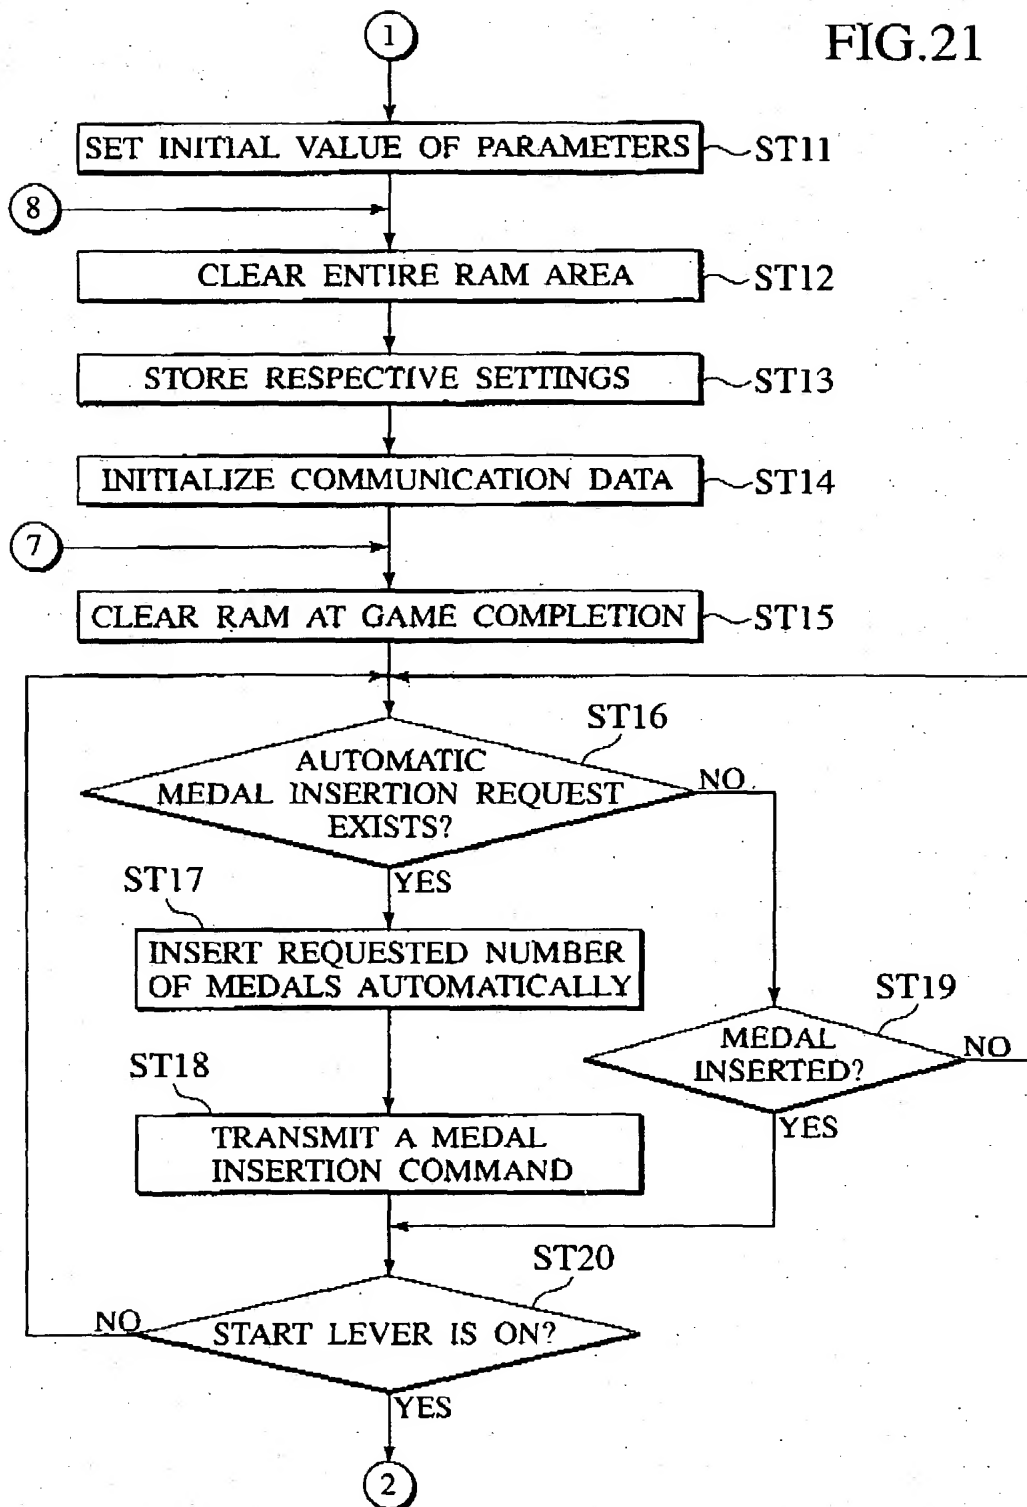 FIG.21
1
SET INITIAL VALUE OF PARAMETERS
ST11
8
CLEAR ENTIRE RAM AREA
ST12
STORE RESPECTIVE SETTINGS
ST13
INITIALIZE COMMUNICATION DATA
ST14
7
CLEAR RAM AT GAME COMPLETION
ST15
ST16
AUTOMATIC
MEDAL INSERTION REQUEST
EXISTS?
NO
YES
ST17
INSERT REQUESTED NUMBER
OF MEDALS AUTOMATICALLY
ST19
MEDAL
INSERTED?
NO
YES
ST18
TRANSMIT A MEDAL
INSERTION COMMAND
ST20
START LEVER IS ON?
NO
YES
2